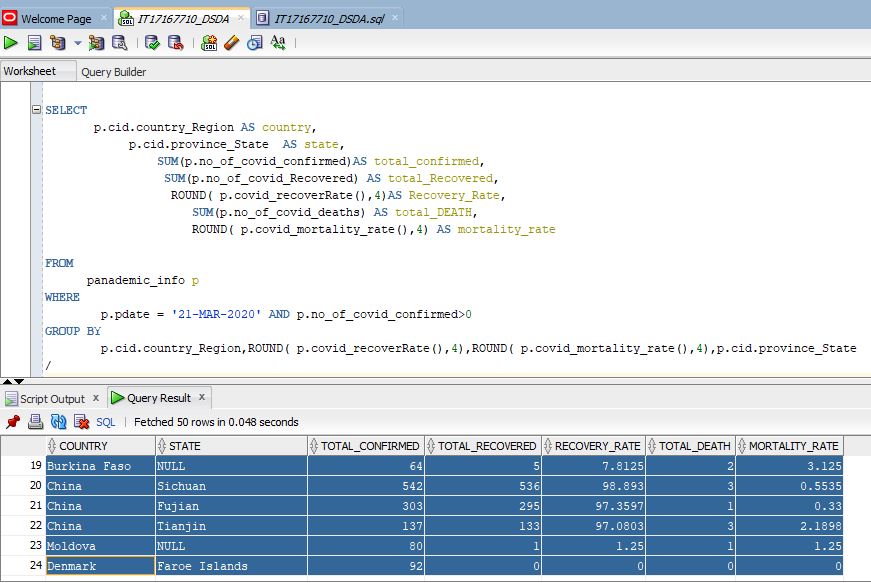 Welcome Page × IT17167710_DSDA × IT17167710_DSDA.sql ×
SQL Aa
Worksheet Query Builder
SELECT
p.cid.country_Region AS country,
p.cid.province_State AS state,
SUM(p.no_of_covid_confirmed)AS total_confirmed,
SUM(p.no_of_covid_Recovered) AS total_Recovered,
ROUND( p.covid_recoverRate(),4)AS Recovery_Rate,
SUM(p.no_of_covid_deaths) AS total_DEATH,
ROUND( p.covid_mortality_rate(),4) AS mortality_rate
FROM
panademic_info p
WHERE
p.pdate = '21-MAR-2020' AND p.no_of_covid_confirmed>0
GROUP BY
p.cid.country_Region,ROUND( p.covid_recoverRate(),4),ROUND( p.covid_mortality_rate(),4),p.cid.province_State
/
Script Output × Query Result ×
SQL | Fetched 50 rows in 0.048 seconds
COUNTRY STATE TOTAL_CONFIRMED TOTAL_RECOVERED RECOVERY_RATE TOTAL_DEATH MORTALITY_RATE
19 Burkina Faso NULL 64 5 7.8125 2 3.125
20 China Sichuan 542 536 98.893 3 0.5535
21 China Fujian 303 295 97.3597 1 0.33
22 China Tianjin 137 133 97.0803 3 2.1898
23 Moldova NULL 80 1 1.25 1 1.25
24 Denmark Faroe Islands 92 0 0 0 0